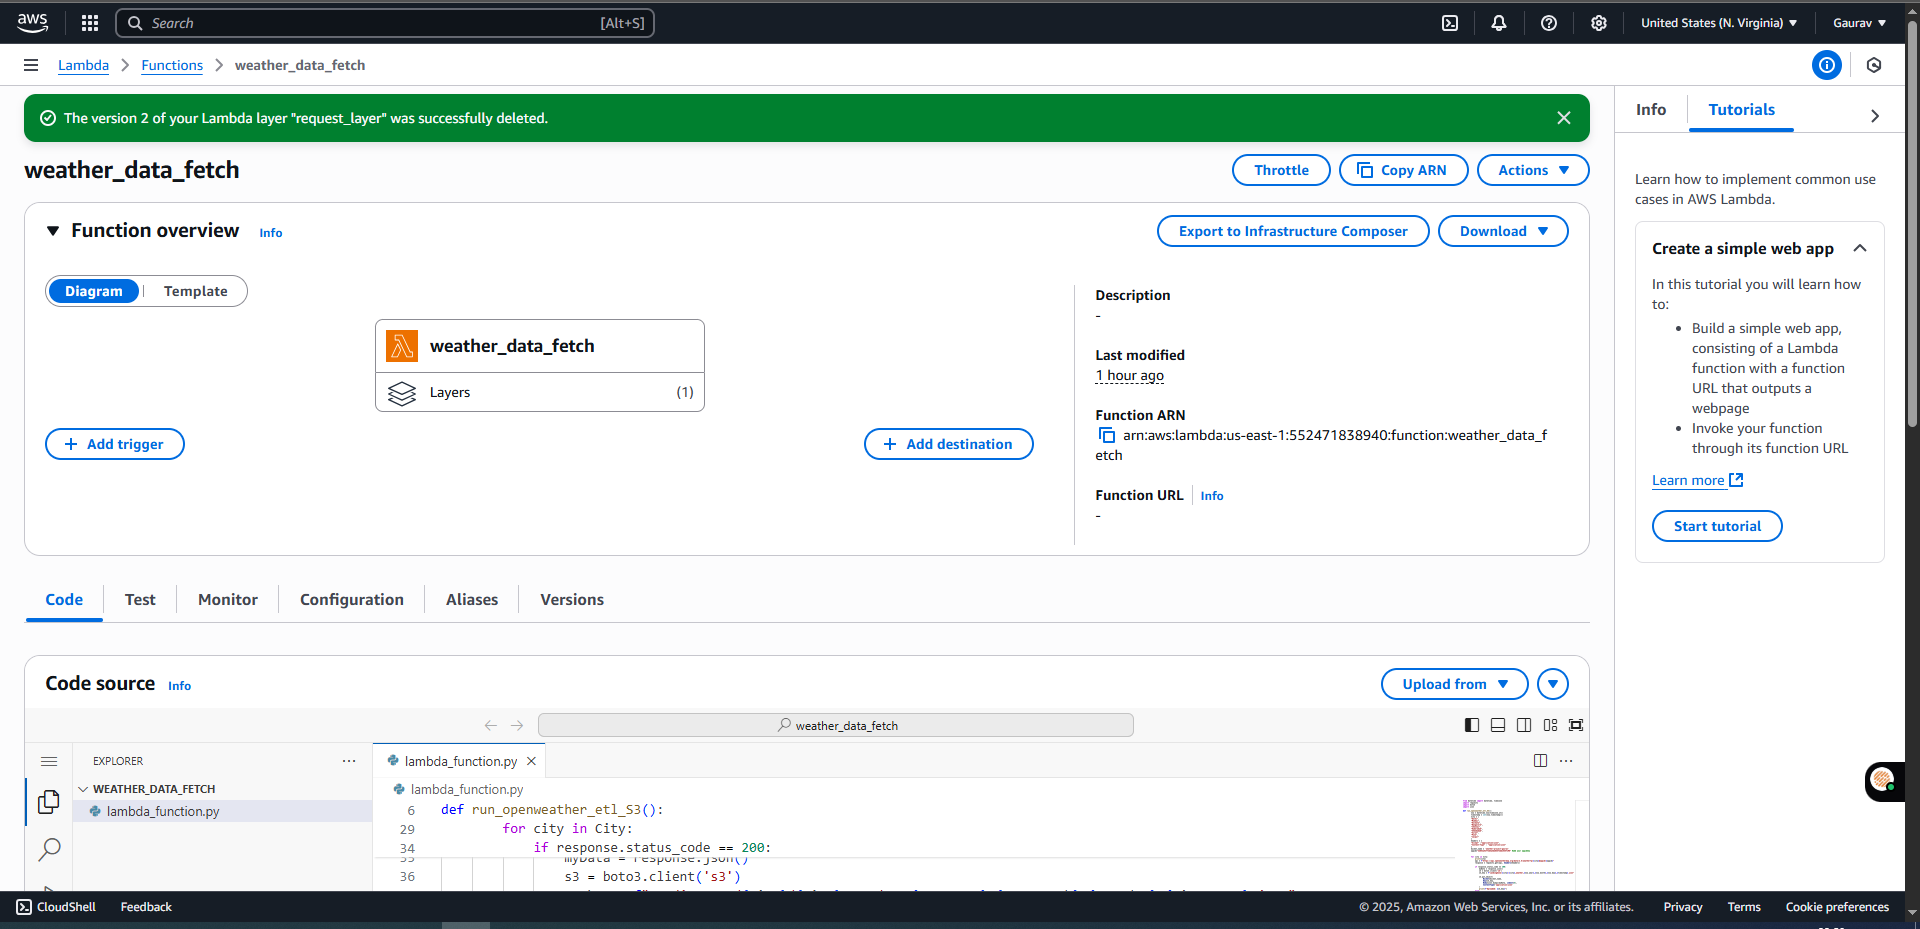 aws
Search [Alt+S]
United States (N. Virginia)
Gaurav
Lambda
Functions
weather_data_fetch
The version 2 of your Lambda layer "request_layer" was successfully deleted.
weather_data_fetch
Throttle
Copy ARN
Actions
Function overview Info
Export to Infrastructure Composer
Download
Diagram
Template
weather_data_fetch
Layers (1)
Add trigger
Add destination
Description
-
Last modified
1 hour ago
Function ARN
arn:aws:lambda:us-east-1:552471838940:function:weather_data_f
etch
Function URL Info
-
Info
Tutorials
Learn how to implement common use
cases in AWS Lambda.
Create a simple web app
In this tutorial you will learn how
to:
• Build a simple web app,
consisting of a Lambda
function with a function
URL that outputs a
webpage
• Invoke your function
through its function URL
Learn more
Start tutorial
Code
Test
Monitor
Configuration
Aliases
Versions
Code source Info
Upload from
weather_data_fetch
EXPLORER
WEATHER_DATA_FETCH
lambda_function.py
lambda_function.py
lambda_function.py
6 def run_openweather_etl_S3():
29 for city in City:
34 if response.status_code == 200:
35 myData = response.json()
36 s3 = boto3.client('s3')
CloudShell
Feedback
© 2025, Amazon Web Services, Inc. or its affiliates.
Privacy
Terms
Cookie preferences